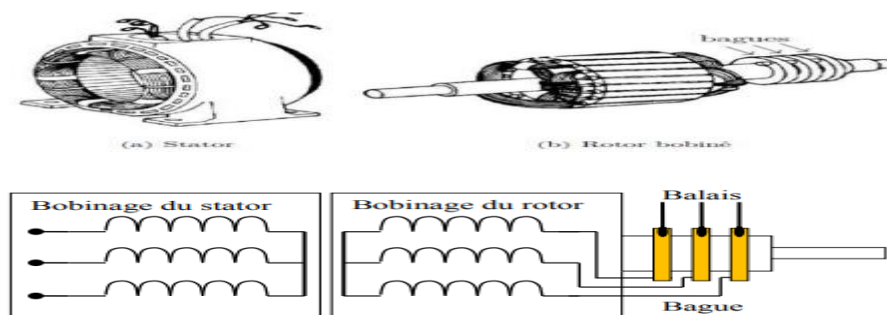 bagues
(a) Stator
(b) Rotor bobiné
Bobinage du stator
Bobinage du rotor
Balais
Bague